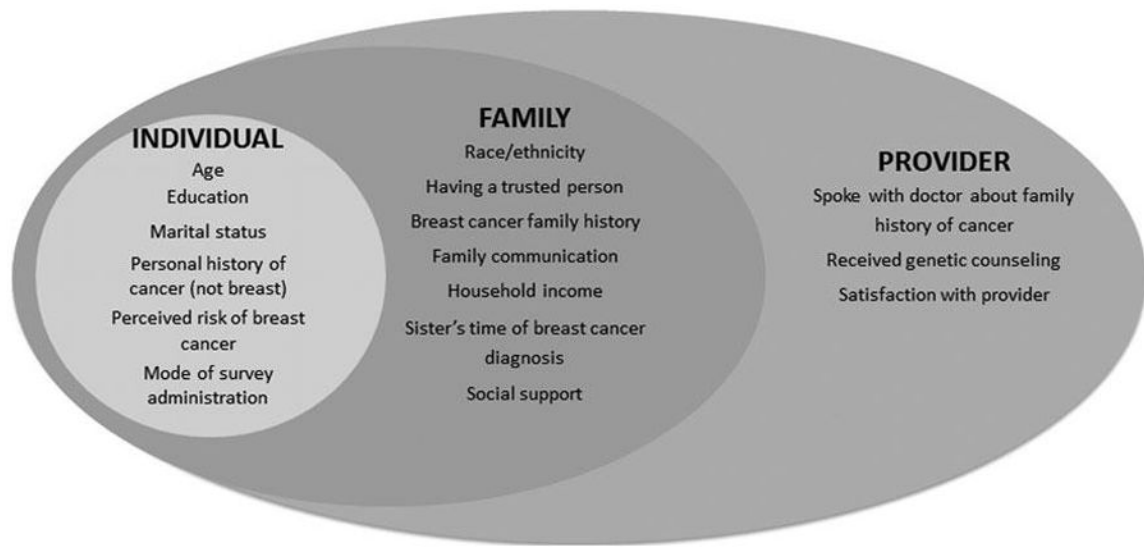 INDIVIDUAL
Age
Education
Marital status
Personal history of
cancer (not breast)
Perceived risk of breast
cancer
Mode of survey
administration
FAMILY
Race/ethnicity
Having a trusted person
Breast cancer family history
Family communication
Household income
Sister's time of breast cancer
diagnosis
Social support
PROVIDER
Spoke with doctor about family
history of cancer
Received genetic counseling
Satisfaction with provider